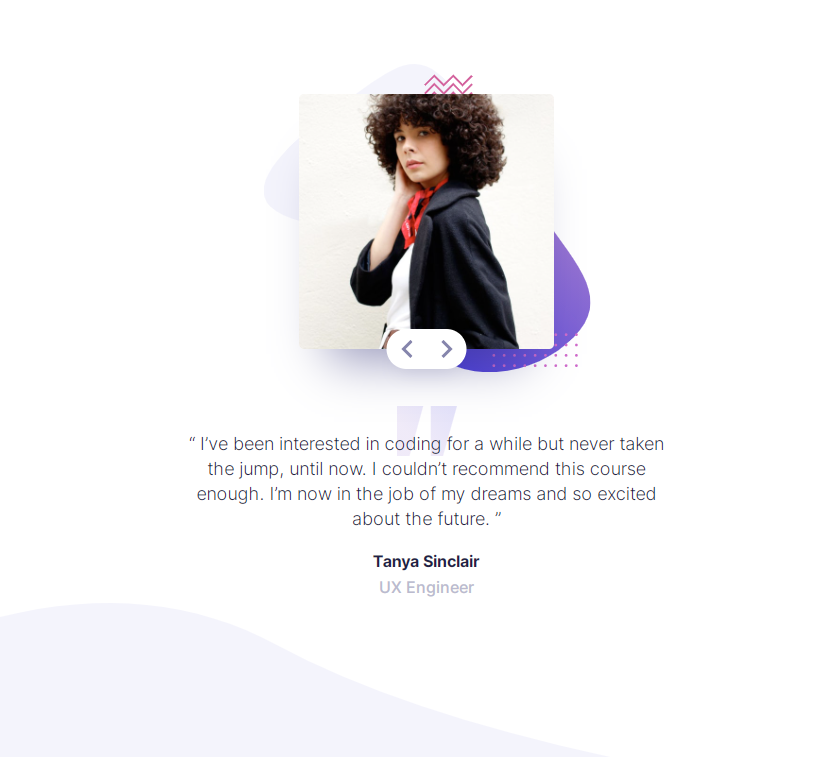 “ I’ve been interested in coding for a while but never taken
the jump, until now. I couldn’t recommend this course
enough. I’m now in the job of my dreams and so excited
about the future. ”
Tanya Sinclair
UX Engineer